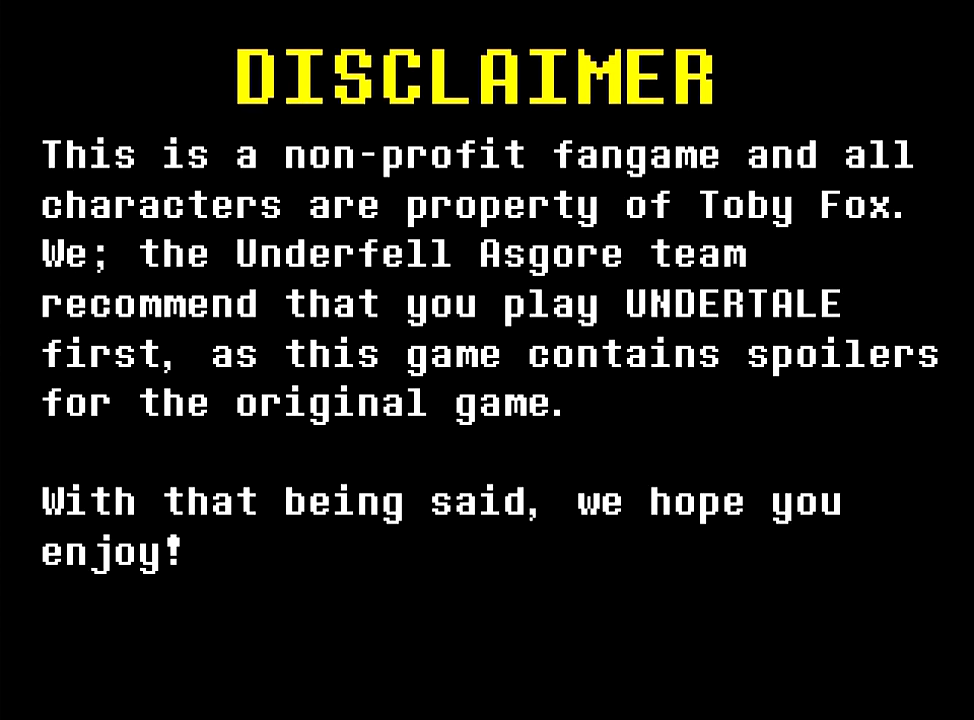 DISCLAIMER
This is a non-profit fangame and all
characters are property of Toby Fox.
We; the Underfell Asgore team
recommend that you play UNDERTALE
first, as this game contains spoilers
for the original game.
With that being said, we hope you
enjoy!